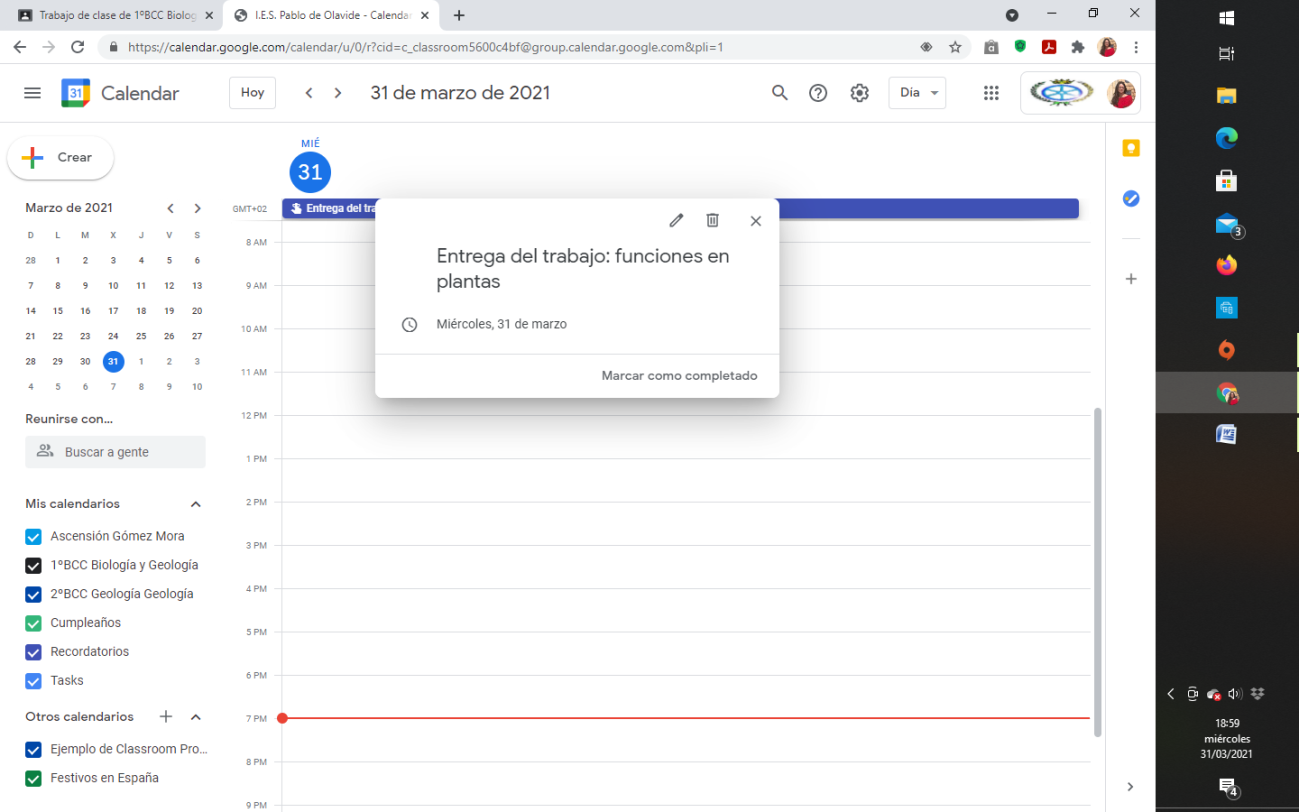 Trabajo de clase de 1ºBCC Biolog
I.E.S. Pablo de Olavide - Calendar
https://calendar.google.com/calendar/u/0/r?cid=c_classroom5600c4bf@group.calendar.google.com&pli=1
31
Calendar
Hoy
31 de marzo de 2021
Día
Crear
MIÉ
31
Marzo de 2021
GMT+02
Entrega del tra
D L M X J V S
28 1 2 3 4 5 6
7 8 9 10 11 12 13
14 15 16 17 18 19 20
21 22 23 24 25 26 27
28 29 30 31 1 2 3
4 5 6 7 8 9 10
Entrega del trabajo: funciones en
plantas
Miércoles, 31 de marzo
Marcar como completado
8 AM
9 AM
10 AM
11 AM
12 PM
1 PM
2 PM
3 PM
4 PM
5 PM
6 PM
7 PM
8 PM
9 PM
Reunirse con...
Buscar a gente
Mis calendarios
Ascensión Gómez Mora
1ºBCC Biología y Geología
2ºBCC Geología Geología
Cumpleaños
Recordatorios
Tasks
Otros calendarios
Ejemplo de Classroom Pro...
Festivos en España
3
18:59
miércoles
31/03/2021
4